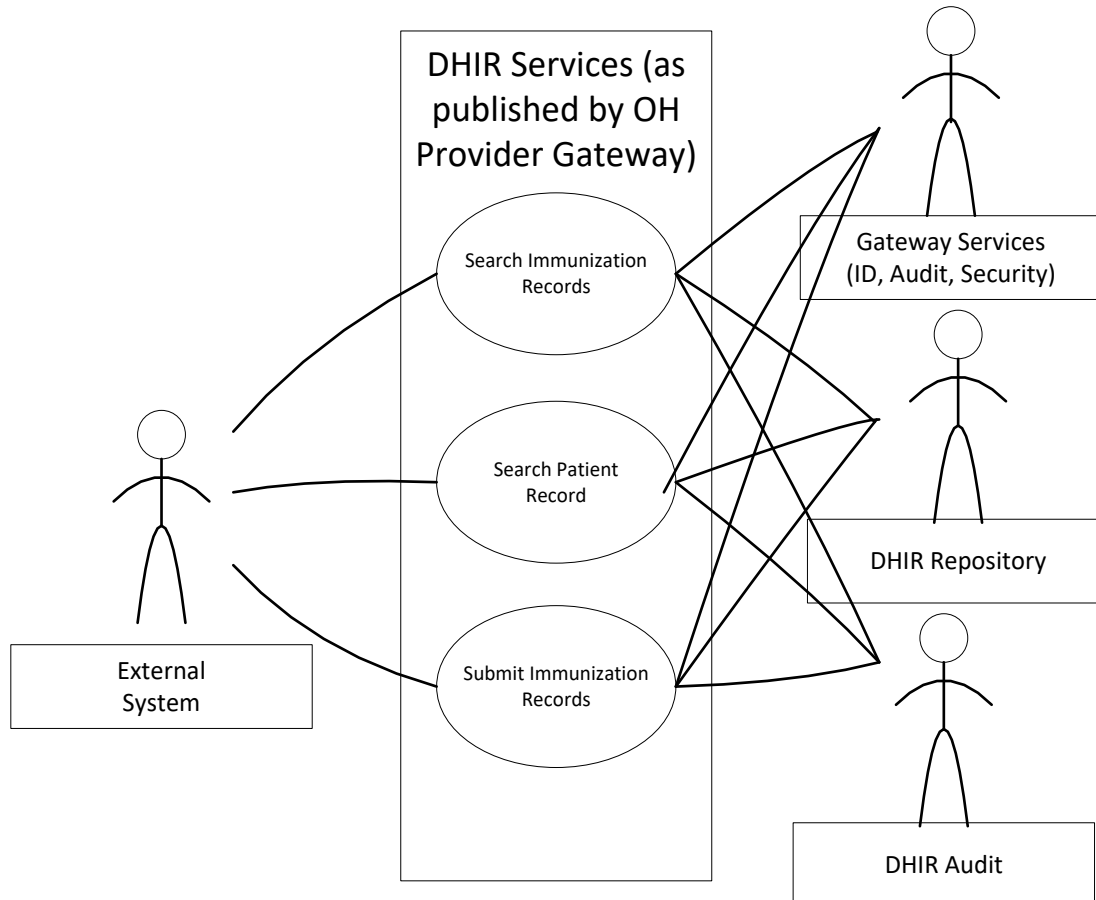 DHIR Services (as
published by OH
Provider Gateway)
Search Immunization
Records
Search Patient
Record
Submit Immunization
Records
External
System
Gateway Services
(ID, Audit, Security)
DHIR Repository
DHIR Audit